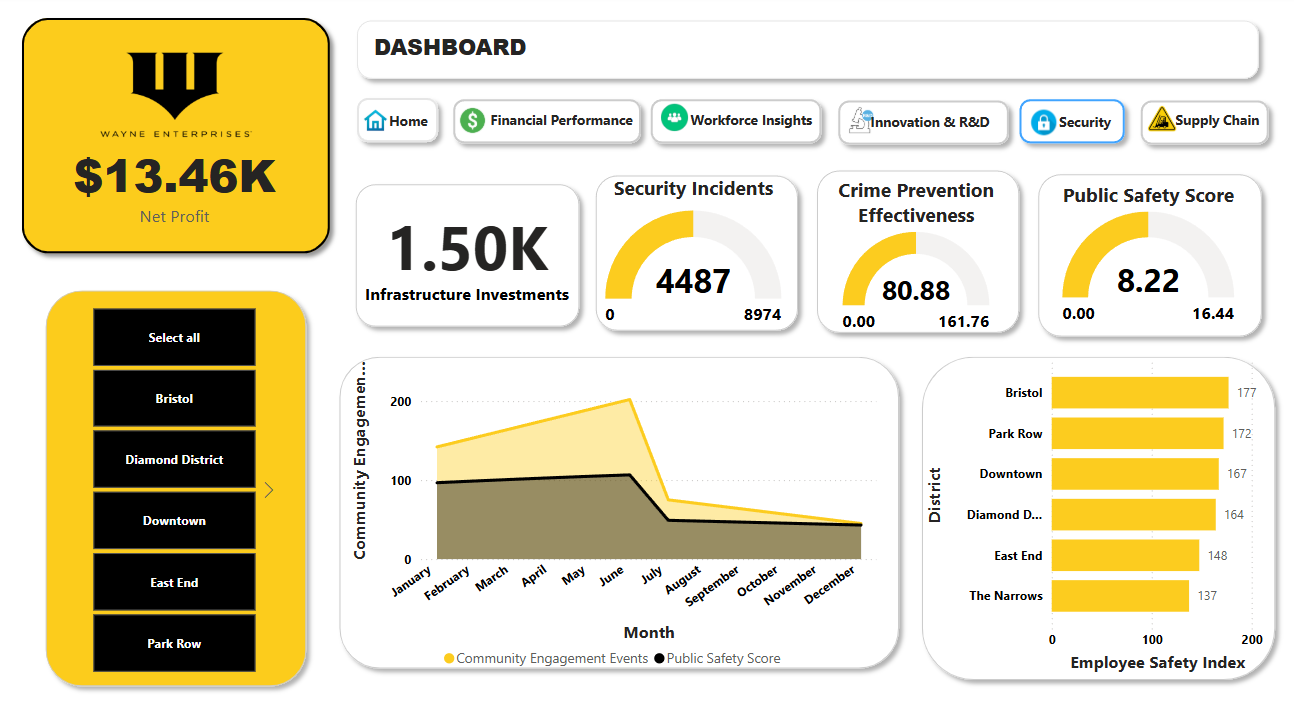 WAYNE ENTERPRISES
$13.46K
Net Profit
DASHBOARD
Home
Financial Performance
Workforce Insights
Innovation & R&D
Security
Supply Chain
1.50K
Infrastructure Investments
Security Incidents
4487
0
8974
Crime Prevention
Effectiveness
80.88
0.00
161.76
Public Safety Score
8.22
0.00
16.44
Select all
Bristol
Diamond District
Downtown
East End
Park Row
Community Engagemen...
200
100
0
January
February
March
April
May
June
July
August
September
October
November
December
Month
Community Engagement Events
Public Safety Score
District
Bristol
177
Park Row
172
Downtown
167
Diamond D...
164
East End
148
The Narrows
137
0
100
200
Employee Safety Index